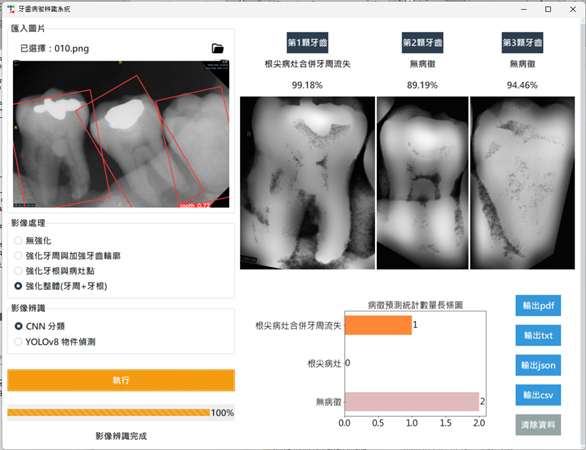 牙齒病徵辨識系統
匯入圖片
已選擇：010.png
tooth 0.72
影像處理
無強化
強化牙周與加強牙齒輪廓
強化牙根與病灶點
強化整體(牙周+牙根)
影像辨識
CNN 分類
YOLOv8 物件偵測
執行
100%
影像辨識完成
第1顆牙齒
第2顆牙齒
第3顆牙齒
根尖病灶合併牙周流失
無病徵
無病徵
99.18%
89.19%
94.46%
病徵預測統計數量長條圖
根尖病灶合併牙周流失
1
根尖病灶
0
無病徵
2
0.0 0.5 1.0 1.5 2.0
輸出pdf
輸出txt
輸出json
輸出csv
清除資料